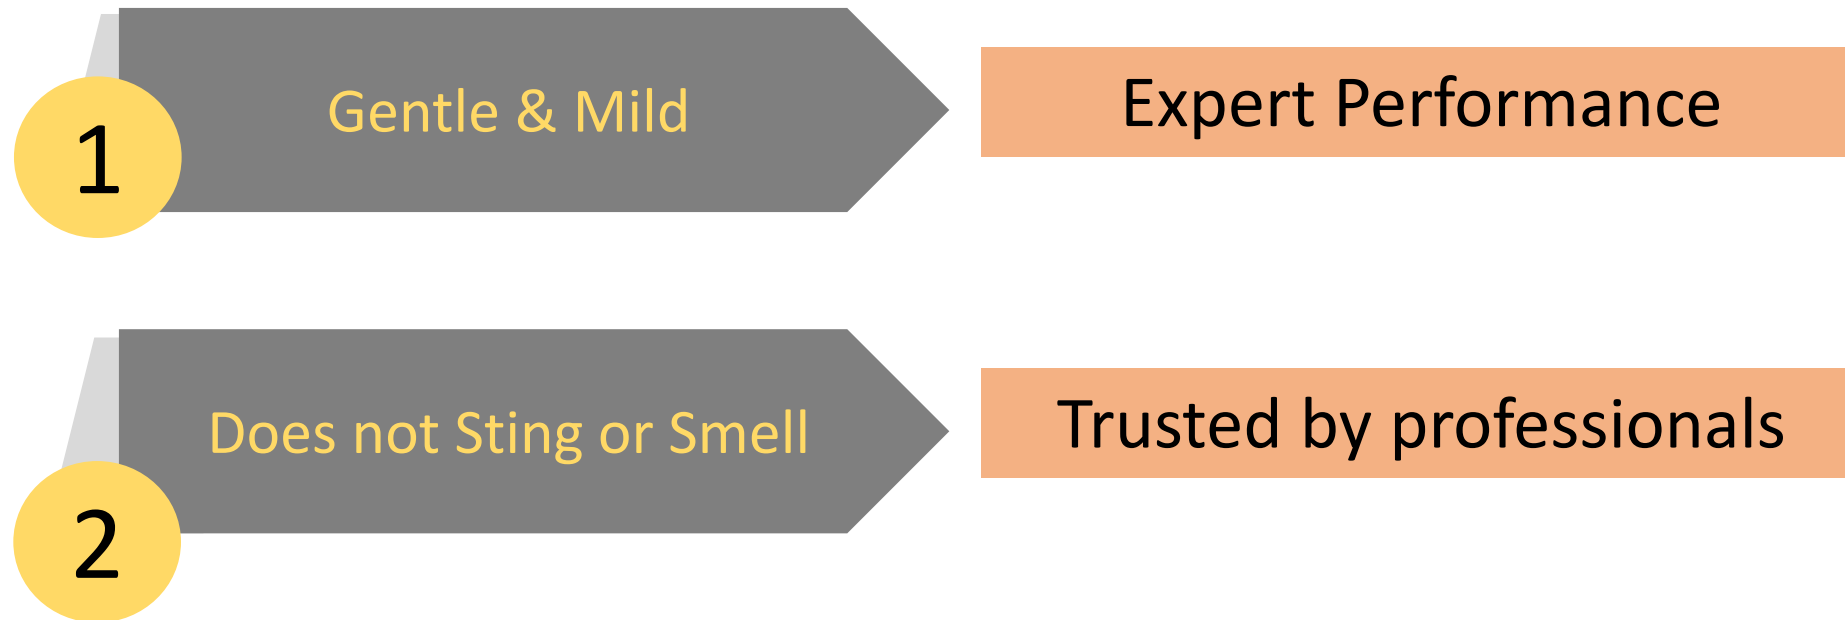 1
Gentle & Mild
Expert Performance
2
Does not Sting or Smell
Trusted by professionals